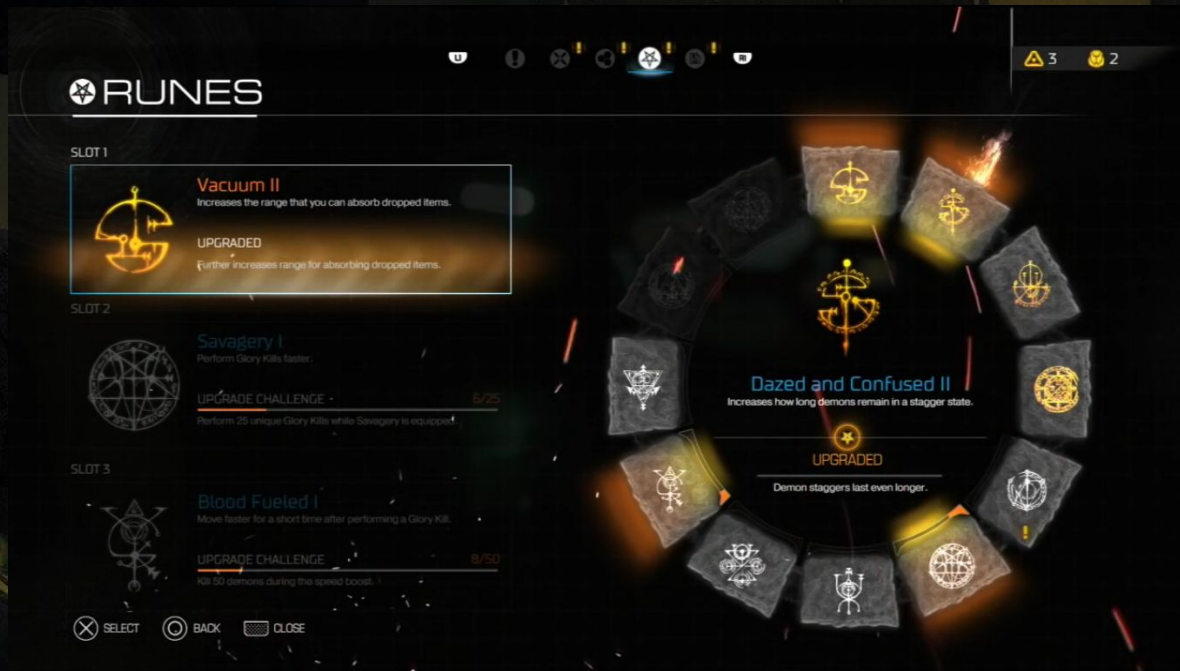 L1
R1
3
2
RUNES
SLOT 1
Vacuum II
Increases the range that you can absorb dropped items.
UPGRADED
Further increases range for absorbing dropped items.
SLOT 2
Savagery I
Perform Glory Kills faster.
UPGRADE CHALLENGE - 6/25
Perform 25 unique Glory Kills while Savagery is equipped.
SLOT 3
Blood Fueled I
Move faster for a short time after performing a Glory Kill.
UPGRADE CHALLENGE 8/50
Kill 50 demons during the speed boost.
Dazed and Confused II
Increases how long demons remain in a stagger state.
UPGRADED
Demon staggers last even longer.
SELECT BACK CLOSE